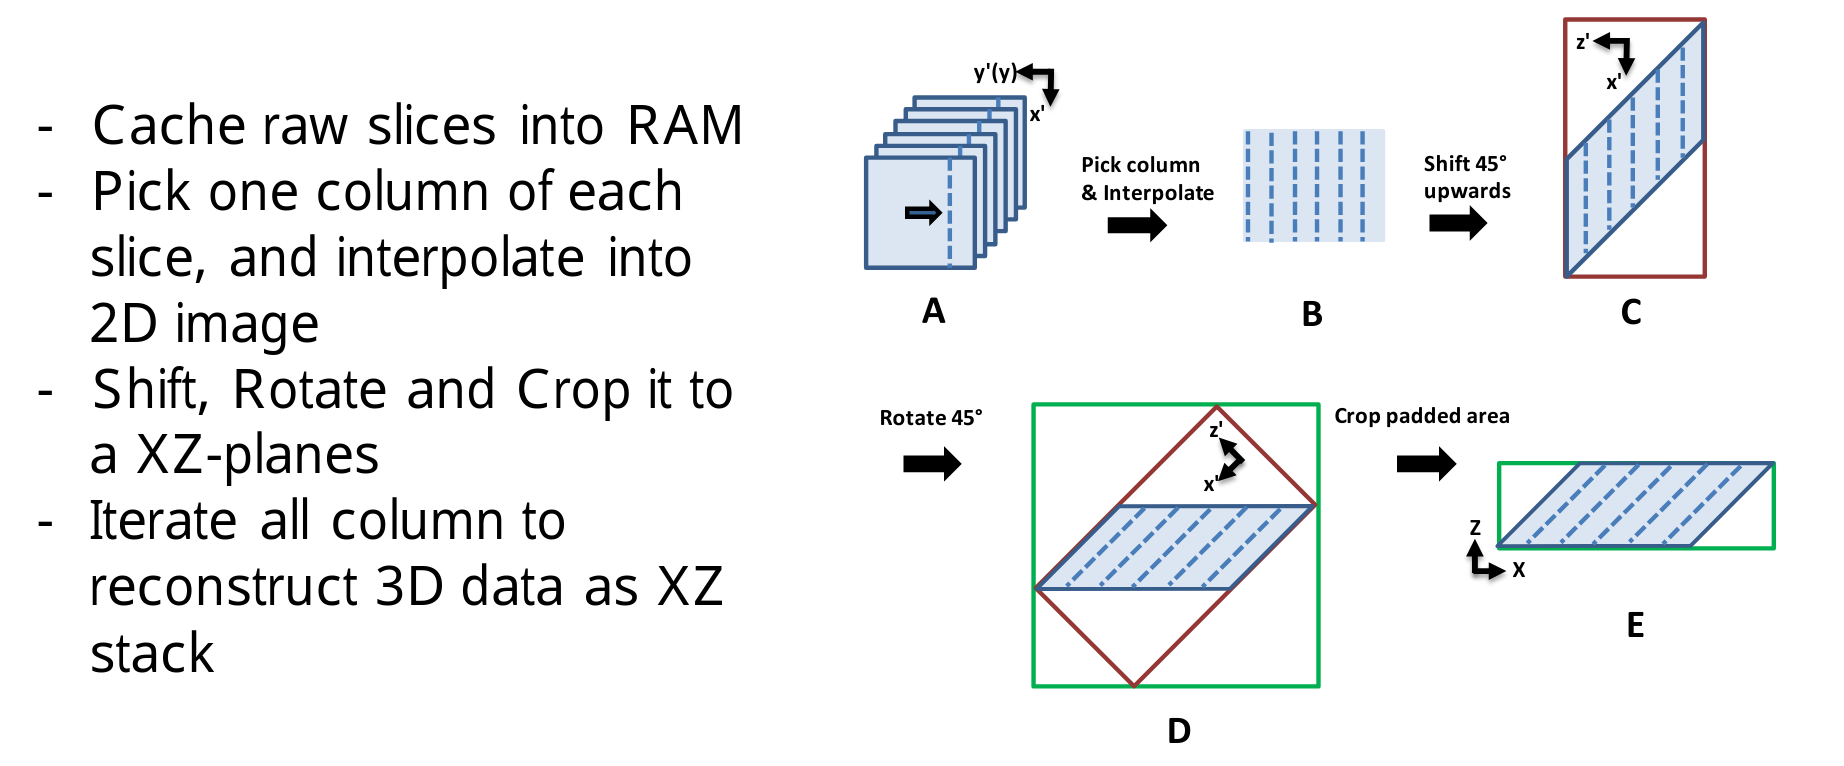 - Cache raw slices into RAM
- Pick one column of each
slice, and interpolate into
2D image
- Shift, Rotate and Crop it to
a XZ-planes
- Iterate all column to
reconstruct 3D data as XZ
stack
y'(y)
x'
A
Pick column
& Interpolate
B
Shift 45°
upwards
z'
x'
C
Rotate 45°
z'
x'
D
Crop padded area
Z
X
E